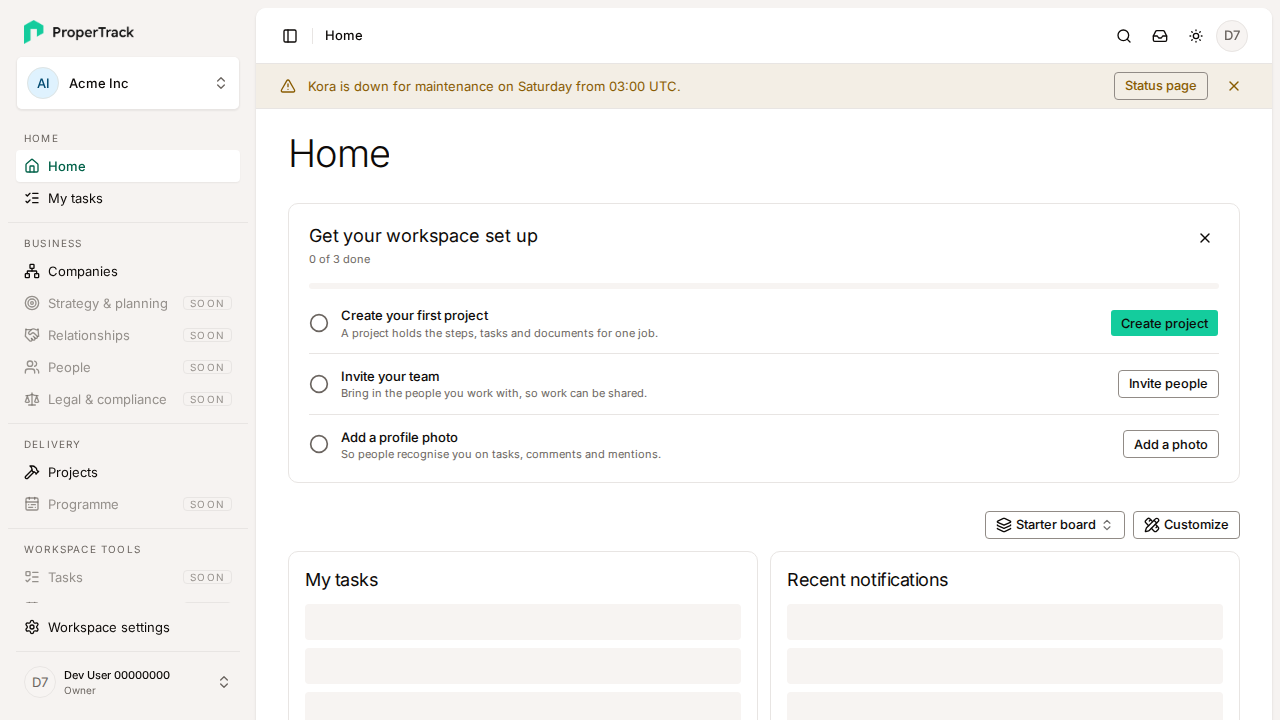 ProperTrack
AI Acme Inc
HOME
Home
My tasks
BUSINESS
Companies
Strategy & planning SOON
Relationships SOON
People SOON
Legal & compliance SOON
DELIVERY
Projects
Programme SOON
WORKSPACE TOOLS
Tasks SOON
Workspace settings
D7 Dev User 00000000
Owner
Home
D7
Kora is down for maintenance on Saturday from 03:00 UTC.
Status page
Home
Get your workspace set up
0 of 3 done
Create your first project
A project holds the steps, tasks and documents for one job.
Create project
Invite your team
Bring in the people you work with, so work can be shared.
Invite people
Add a profile photo
So people recognise you on tasks, comments and mentions.
Add a photo
Starter board
Customize
My tasks
Recent notifications